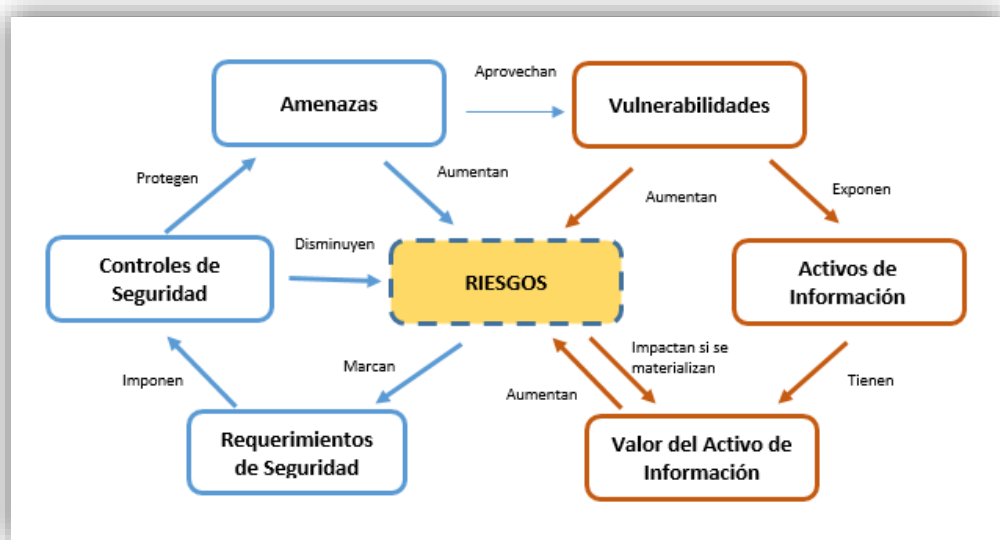 Aprovechan
Amenazas
Vulnerabilidades
Protegen
Aumentan
Aumentan
Exponen
Disminuyen
Controles de
Seguridad
RIESGOS
Activos de
Información
Imponen
Marcan
Impactan si se
materializan
Aumentan
Tienen
Requerimientos
de Seguridad
Valor del Activo de
Información